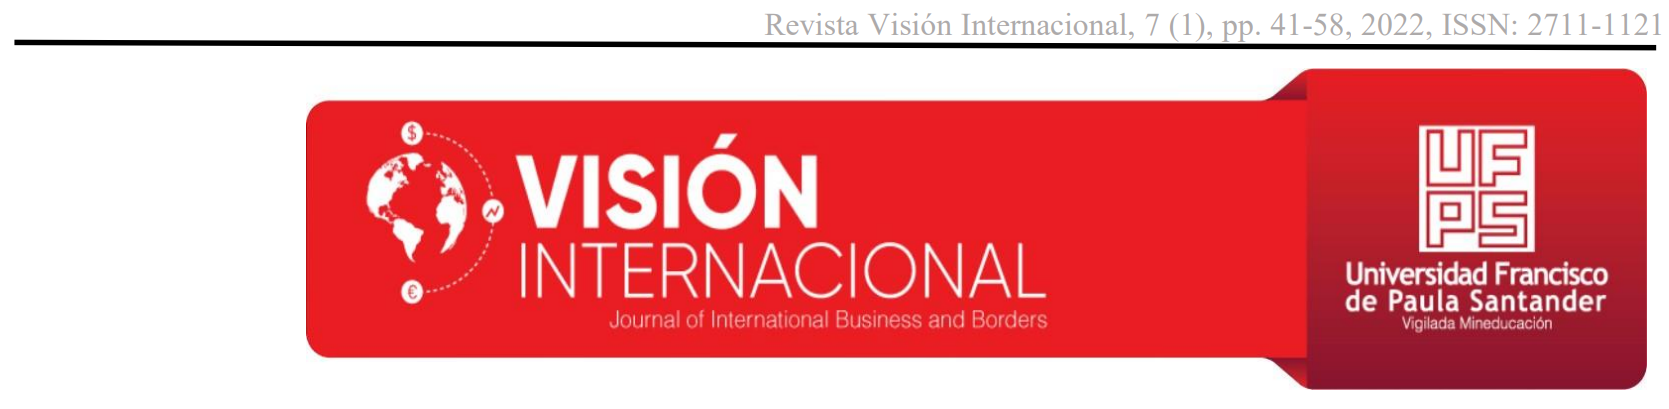 Revista Visión Internacional, 7 (1), pp. 41-58, 2022, ISSN: 2711-1121
$
€
VISIÓN
INTERNACIONAL
Journal of International Business and Borders
UF
PS
Universidad Francisco
de Paula Santander
Vigilada Mineducación